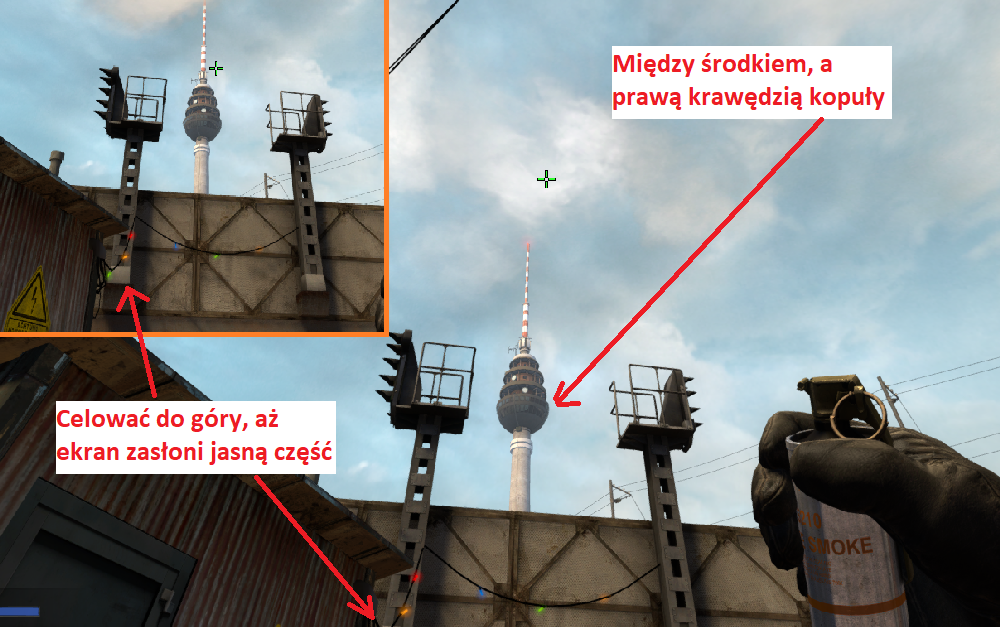 Między środkiem, a
prawą krawędzią kopuły
Celować do góry, aż
ekran zasłoni jasną część
SMOKE